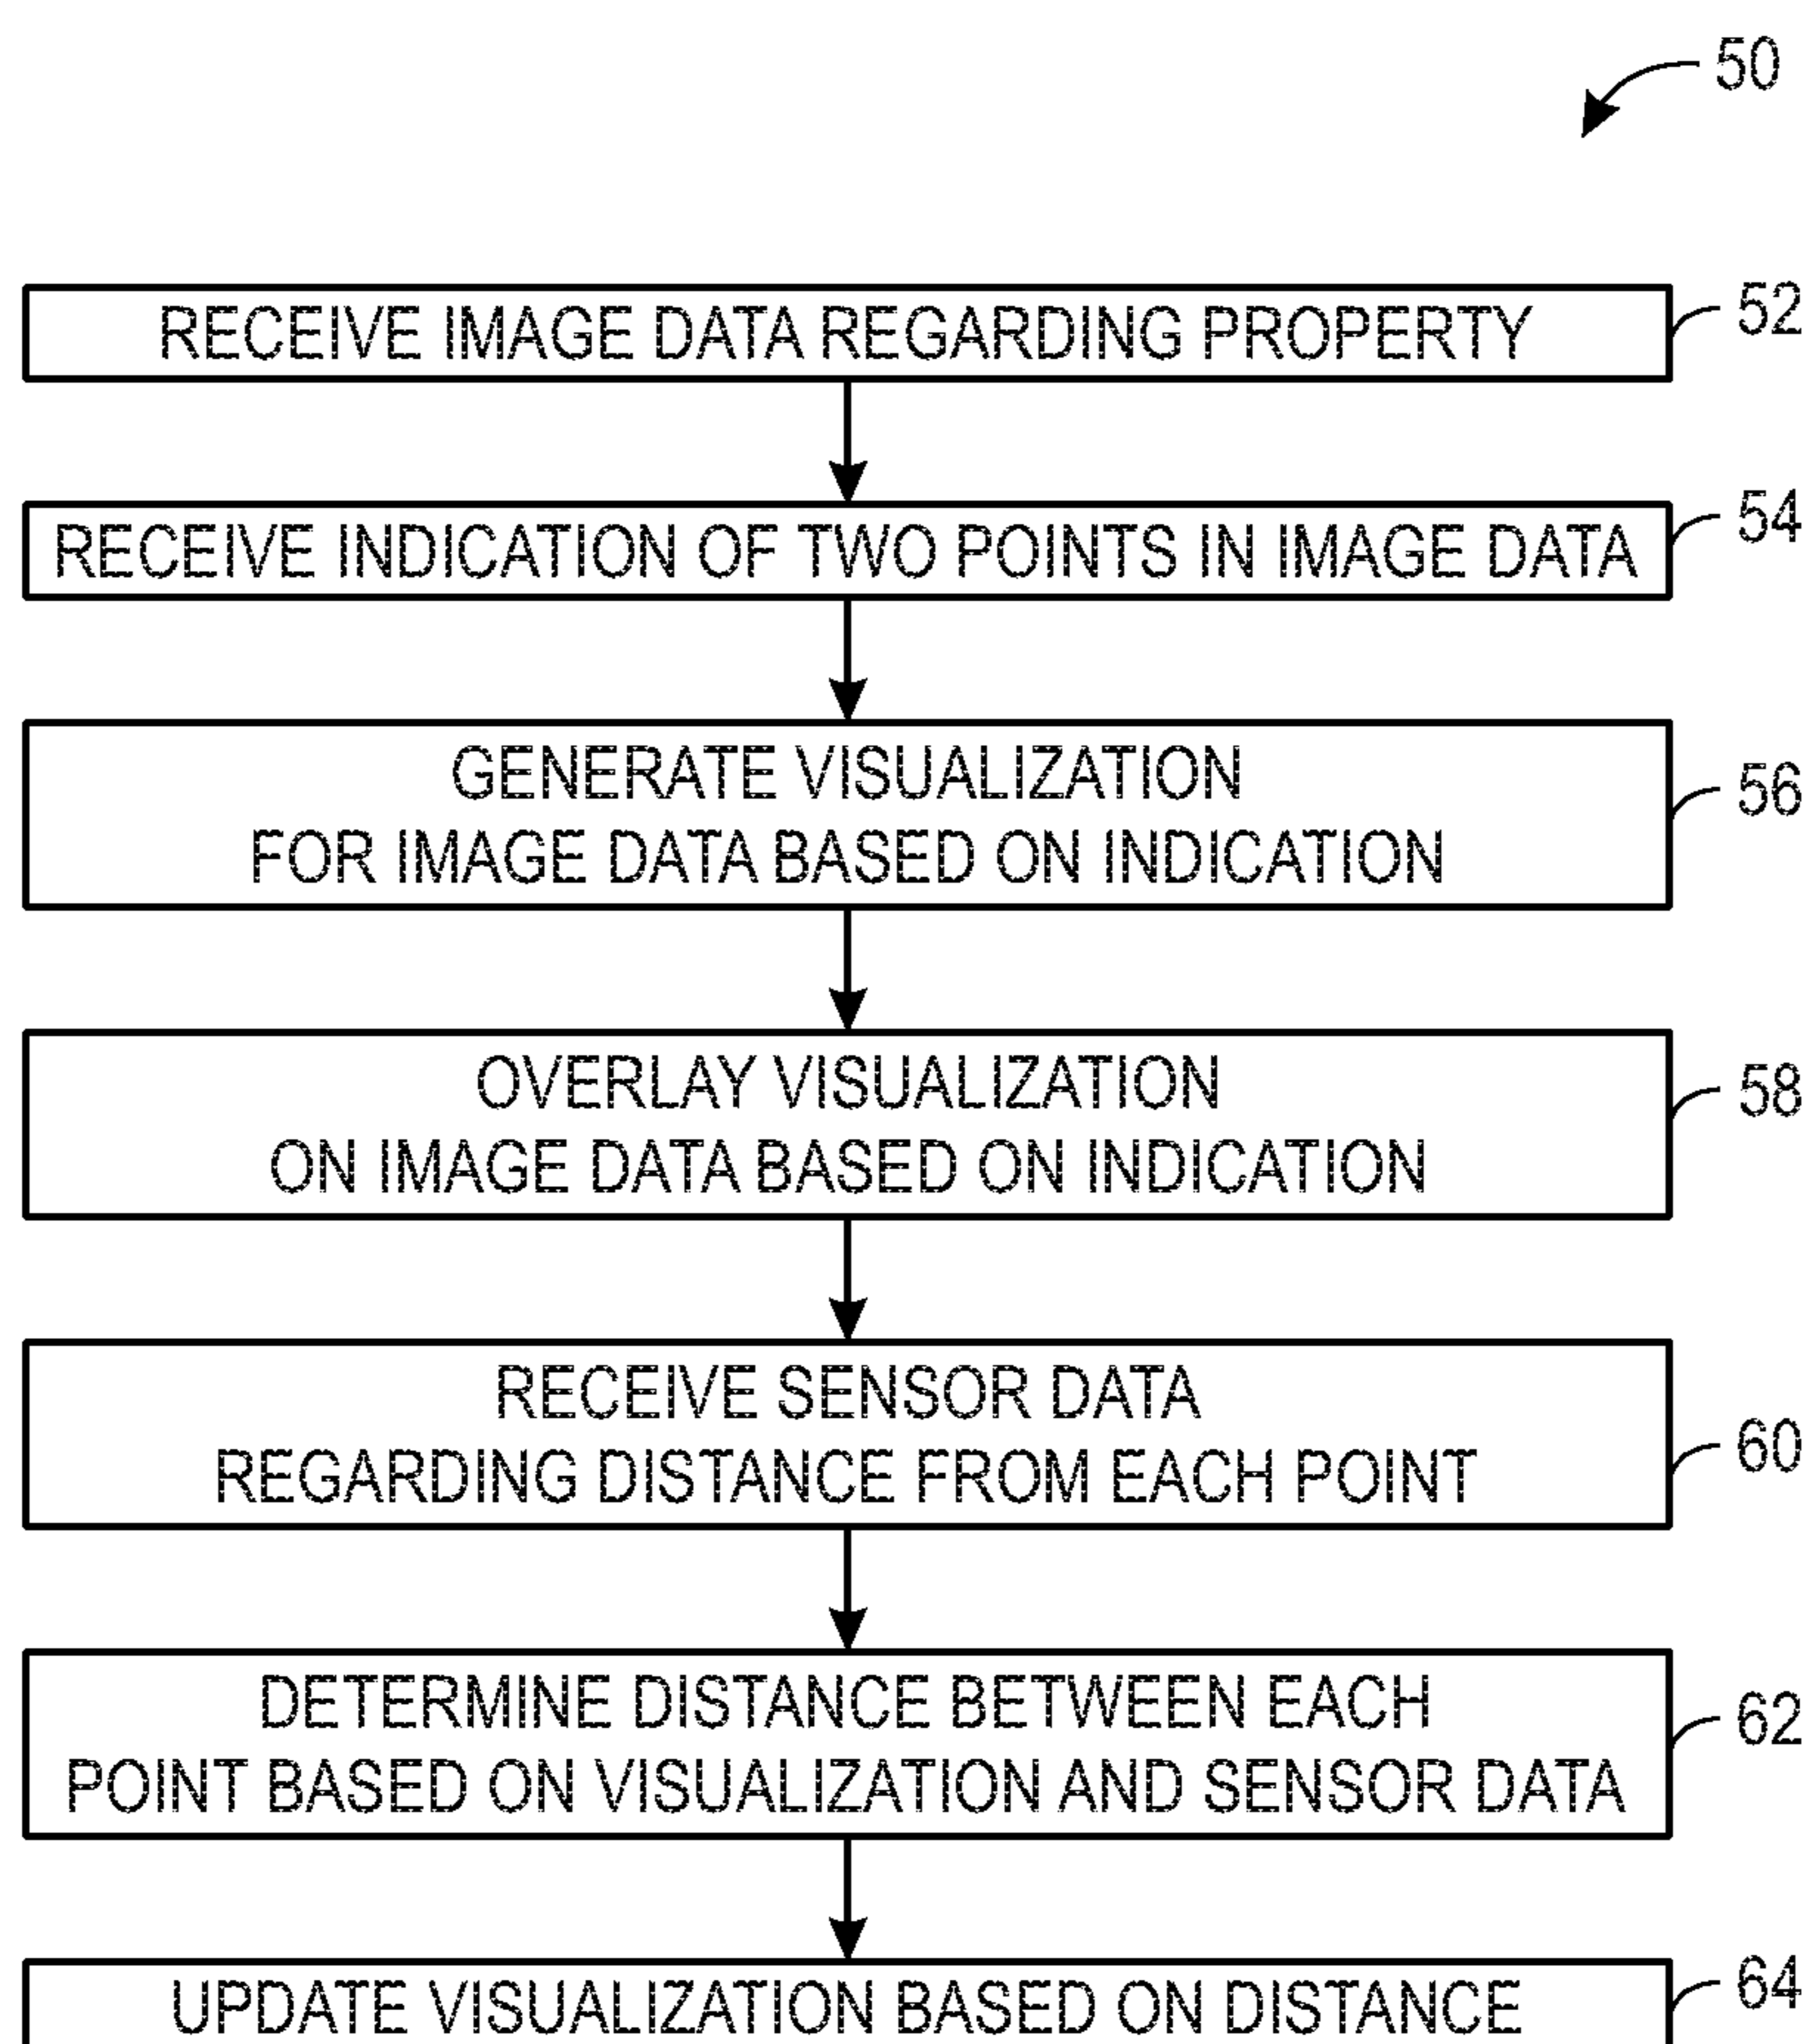 50
RECEIVE IMAGE DATA REGARDING PROPERTY
52
RECEIVE INDICATION OF TWO POINTS IN IMAGE DATA
54
GENERATE VISUALIZATION
FOR IMAGE DATA BASED ON INDICATION
56
OVERLAY VISUALIZATION
ON IMAGE DATA BASED ON INDICATION
58
RECEIVE SENSOR DATA
REGARDING DISTANCE FROM EACH POINT
60
DETERMINE DISTANCE BETWEEN EACH
POINT BASED ON VISUALIZATION AND SENSOR DATA
62
UPDATE VISUALIZATION BASED ON DISTANCE
64